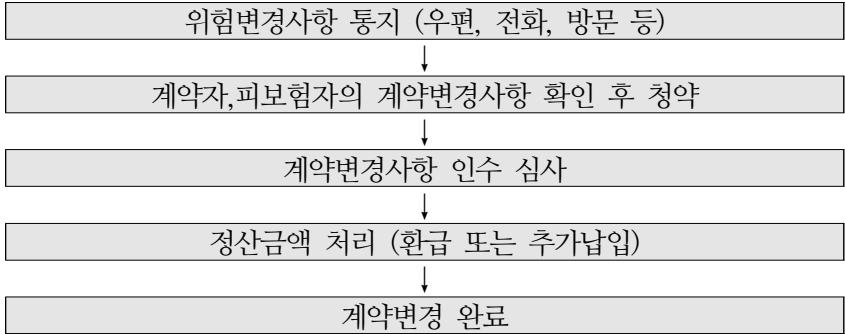 위험변경사항 통지 (우편, 전화, 방문 등)
계약자,피보험자의 계약변경사항 확인 후 청약
계약변경사항 인수 심사
정산금액 처리 (환급 또는 추가납입)
계약변경 완료